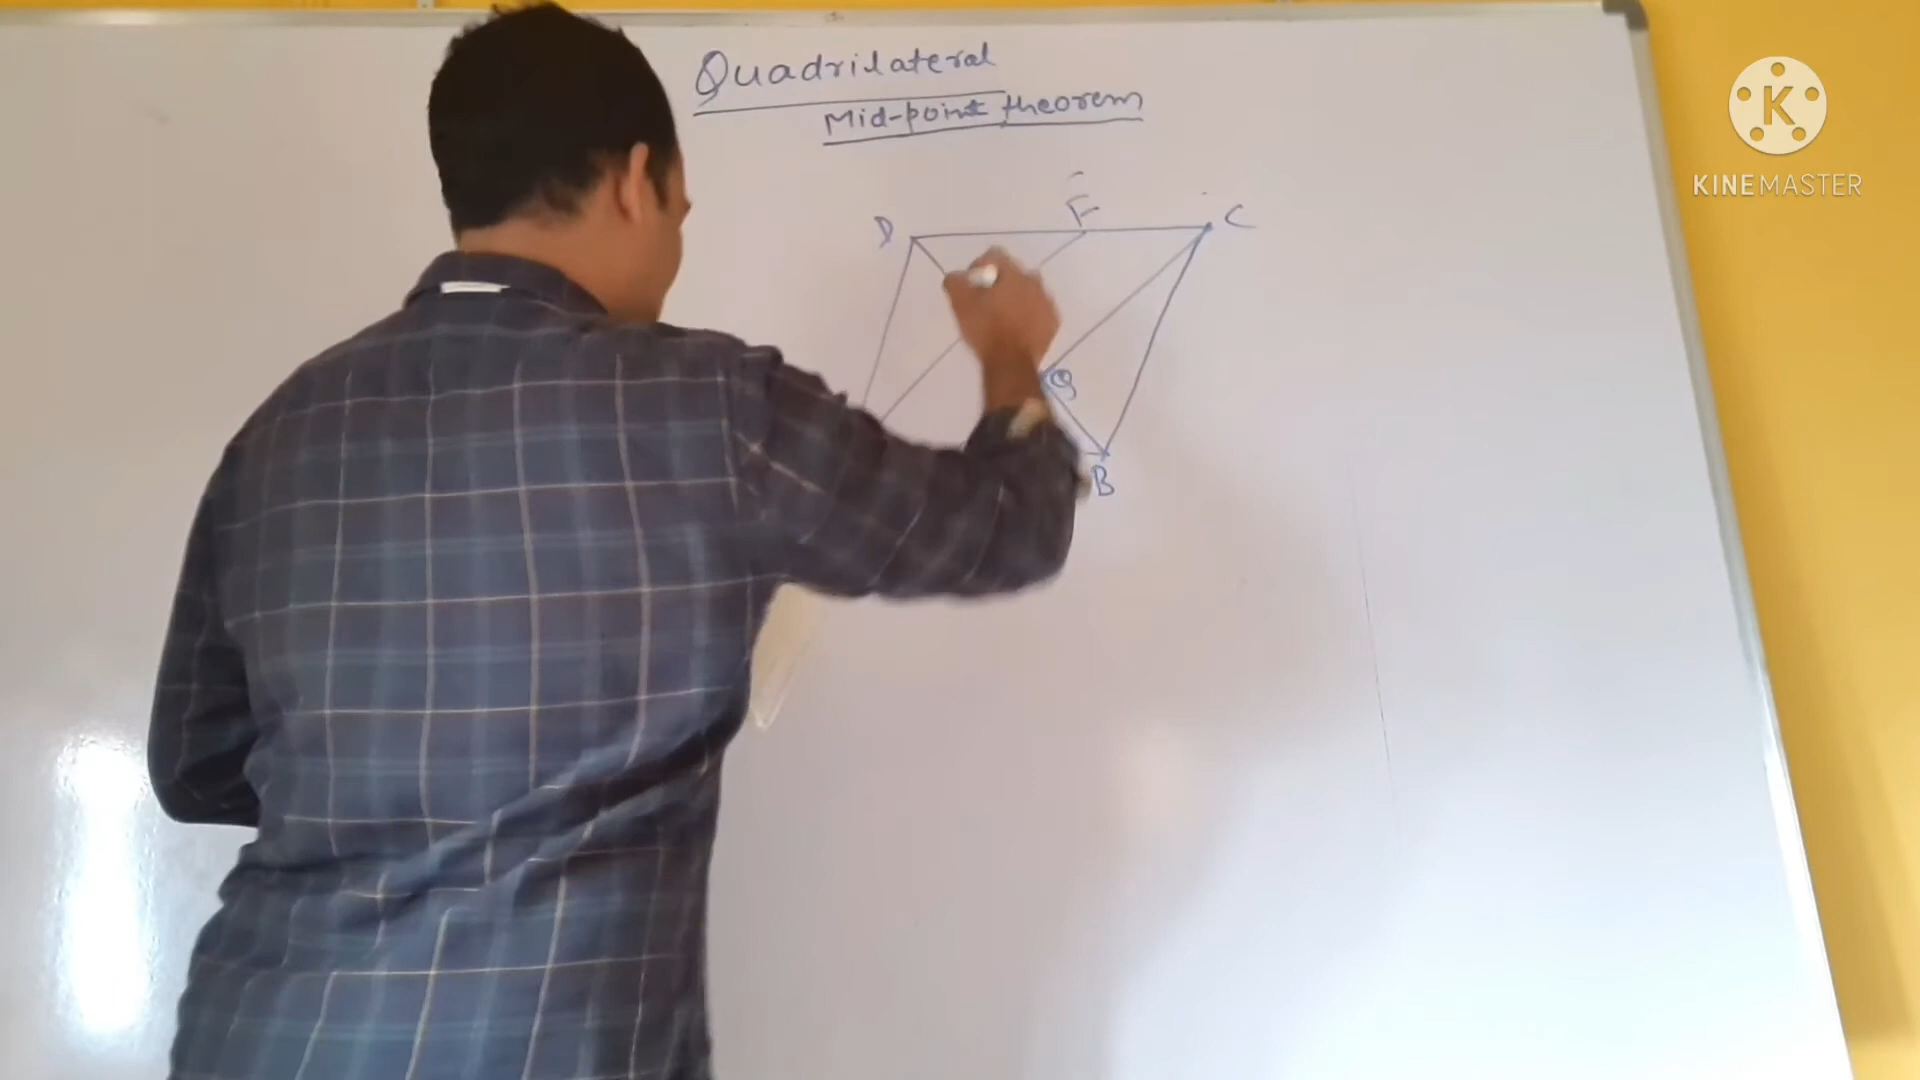 Quadrilateral
Mid-point theorem
F
D
C
Q
B
K
KINEMASTER